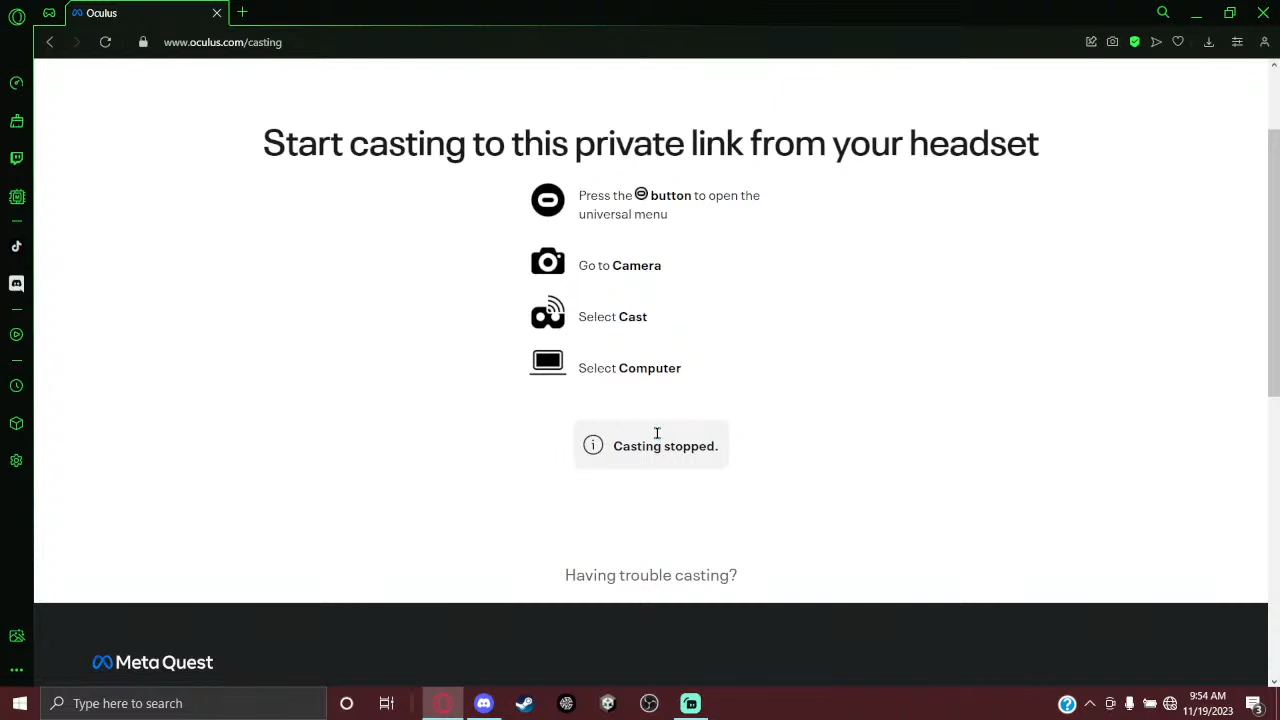 Oculus
www.oculus.com/casting
Start casting to this private link from your headset
Press the button to open the
universal menu
Go to Camera
Select Cast
Select Computer
Casting stopped.
Having trouble casting?
Meta Quest
Type here to search
9:54 AM
11/19/2023
3